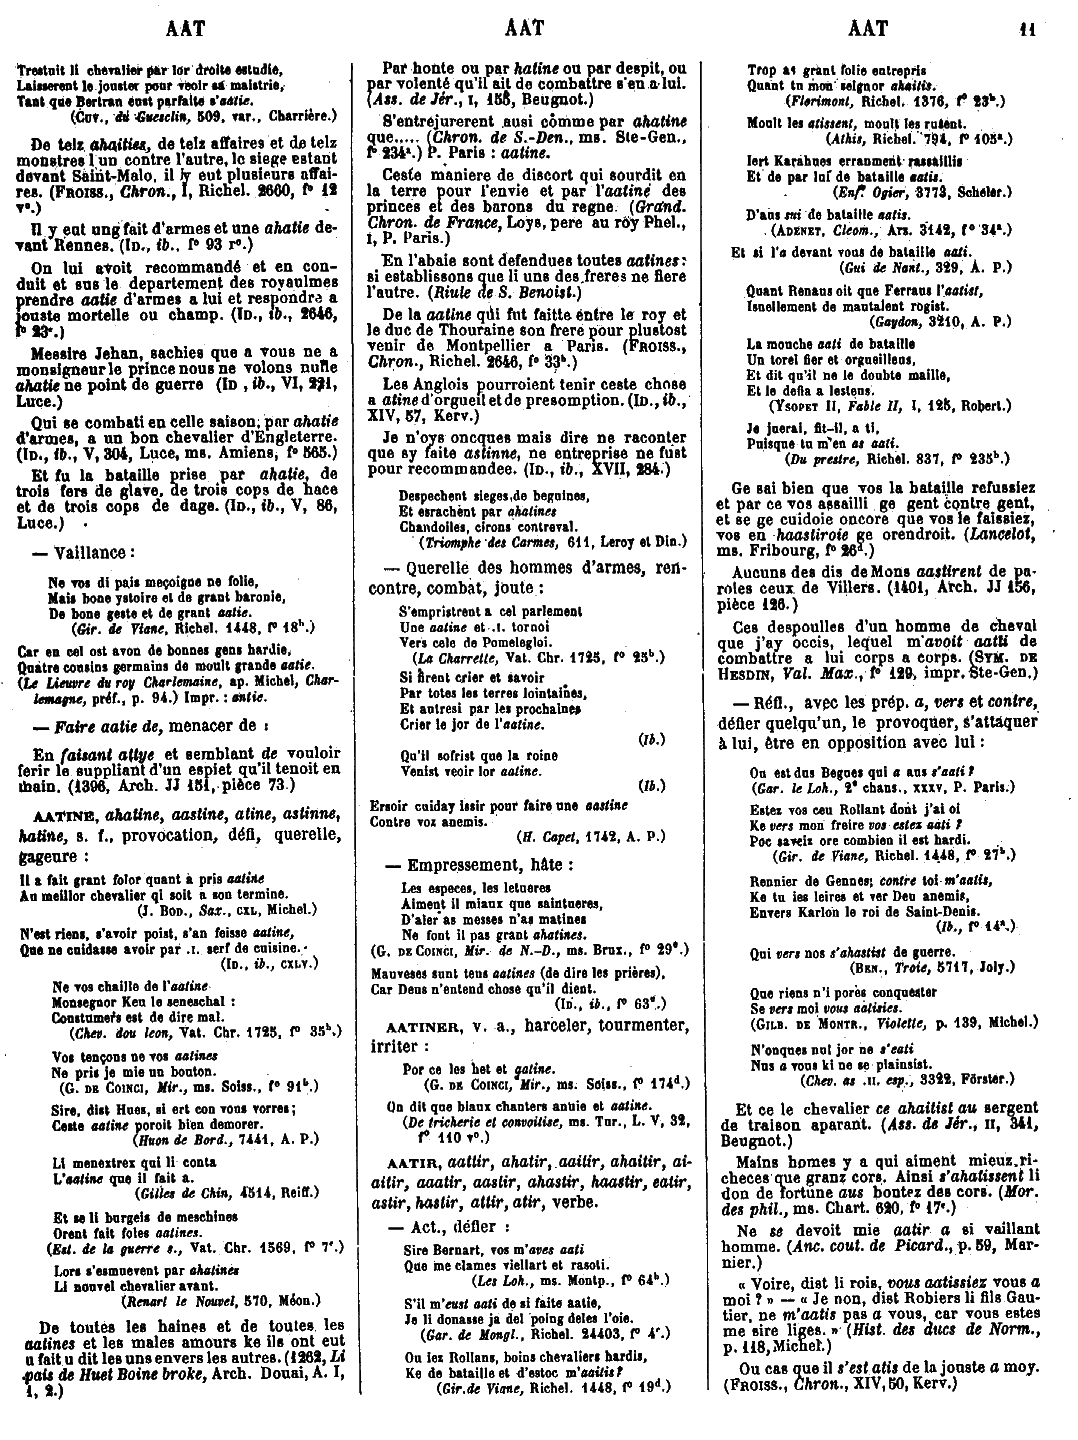 AAT AAT AAT 11
Trestuit li chevalier par lor droite estudie,
Laisserent le jouster pour veoir sa maistrie,
Tant que Bertran eust parfaite s'aatie.
(Cuv., du Guesclin, 509, var., Charrière.)
De telz ahaities, de telz affaires et de telz
monstres l'un contre l'autre, le siege estant
devant Saint-Malo, il y eut plusieurs affai-
res. (FROISS., Chron., I, Richel. 2660, f° 12
v°.)
Il y eut ung fait d'armes et une ahatie de-
vant Rennes. (ID., ib., f° 93 r°.)
On lui avoit recommandé et en con-
duit et sus le departement des royaulmes
prendre aatie d'armes a lui et respondre a
jouste mortelle ou champ. (ID., ib., 2646,
f° 23ᵉ.)
Messire Jehan, sachies que a vous ne a
monsigneur le prince nous ne volons nulle
ahatie ne point de guerre (ID , ib., VI, 221,
Luce.)
Qui se combati en celle saison, par ahatie
d'armes, a un bon chevalier d'Engleterre.
(ID., ib., V, 304, Luce, ms. Amiens, f° 565.)
Et fu la bataille prise par ahatie, de
trois fers de glave, de trois cops de hace
et de trois cops de dage. (ID., ib., V, 86,
Luce.)
— Vaillance :
Ne vos di pais meçoigne ne folie,
Mais bone ystoire et de grant baronie,
De bone geste et de grant aatie.
(Gir. de Viane, Richel. 1448, f° 18ᵇ.)
Car en cel ost avon de bonnes gens hardie,
Quatre cousins germains de moult grande aatie.
(Le Lieuvre du roy Charlemaine, ap. Michel, Char-
lemagne, préf., p. 94.) Impr. : antie.
— Faire aatie de, menacer de :
En faisant attye et semblant de vouloir
ferir le suppliant d'un espiet qu'il tenoit en
main. (1396, Arch. JJ 151, pièce 73.)
AATINE, ahatine, aastine, atine, astinne,
hatine, s. f., provocation, défi, querelle,
gageure :
Il a fait grant folor quant à pris aatine
Au meillor chevalier qi soit a son termine.
(J. BOD., Sax., CXL, Michel.)
N'est riens, s'avoir poist, s'an feisse aatine,
Que ne cuidasse avoir par .I. serf de cuisine.
(ID., ib., CXLV.)
Ne vos chaille de l'aatine
Monsegnor Keu le seneschal :
Constumers est de dire mal.
(Chev. dou leon, Vat. Chr. 1725, f° 35ᵇ.)
Vos tençons ne vos aatines
Ne pris je mie un bouton.
(G. DE COINCI, Mir., ms. Soiss., f° 91ᵇ.)
Sire, dist Hues, si ert con vous vorres;
Ceste aatine poroit bien demorer.
(Huon de Bord., 7441, A. P.)
Li menextrex qui li conta
L'aatine que il fait a.
(Gilles de Chin, 4514, Reiff.)
Et se li burgeis de meschines
Orent fait foles aatines.
(Est. de la guerre s., Vat. Chr. 1569, f° 7ᶜ.)
Lors s'esmuevent par ahatines
Li nouvel chevalier avant.
(Renart le Nouvel, 570, Méon.)
De toutes les haines et de toutes les
aatines et les males amours ke ils ont eut
u fait u dit les uns envers les autres. (1262, Li
pais de Huet Boine broke, Arch. Douai, A. I,
1, 2.)
Par honte ou par hatine ou par despit, ou
par volenté qu'il ait de combattre s'en a lui.
(Ass. de Jér., I, 158, Beugnot.)
S'entrejurerent ausi côme par ahatine
que..... (Chron. de S.-Den., ms. Ste-Gen.,
f° 234ᵃ.) P. Paris : aatine.
Ceste maniere de discort qui sourdit en
la terre pour l'envie et par l'aatine des
princes et des barons du regne. (Grand.
Chron. de France, Loys, pere au roy Phel.,
I, P. Paris.)
En l'abaie sont defendues toutes aatines:
si establissons que li uns des freres ne fiere
l'autre. (Riule de S. Benoist.)
De la aatine qui fut faitte entre le roy et
le duc de Thouraine son frere pour plustost
venir de Montpellier a Paris. (FROISS.,
Chron., Richel. 2646, f° 33ᵇ.)
Les Anglois pourroient tenir ceste chose
a atine d'orgueil et de presomption. (ID., ib.,
XIV, 57, Kerv.)
Je n'oys oncques mais dire ne raconter
que sy faite astinne, ne entreprise ne fust
pour recommandee. (ID., ib., XVII, 284.)
Despechent sieges de beguines,
Et esrachent par ahatines
Chandoilles, cirons contreval.
(Triomphe des Carmes, 611, Leroy et Din.)
— Querelle des hommes d'armes, ren-
contre, combat, joute :
S'empristrent a cel parlement
Une aatine et .I. tornoi
Vers cele de Pomelegloi.
(La Charrette, Vat. Chr. 1725, f° 25ᵇ.)
Si firent crier et savoir
Par totes les terres lointaines,
Et autresi par les prochaines
Crier le jor de l'aatine.
(Ib.)
Qu'il sofrist que la roine
Venist veoir lor aatine.
(Ib.)
Ersoir cuiday issir pour faire une aastine
Contre voz anemis.
(H. Capet, 1742, A. P.)
— Empressement, hâte :
Les especes, les letueres
Aiment il miaux que saintueres,
D'aler as messes n'as matines
Ne font il pas grant ahatines.
(G. DE COINCI, Mir. de N.-D., ms. Brux., f° 29ᵉ.)
Mauveses sunt tens aatines (de dire les prières),
Car Deus n'entend chose qu'il dient.
(ID., ib., f° 63ᵈ.)
AATINER, v. a., harceler, tourmenter,
irriter :
Por ce les het et aatine.
(G. DE COINCI, Mir., ms. Soiss., f° 174ᵈ.)
On dit que biaux chanters anuie et aatine.
(De tricherie et convoitise, ms. Tur., L. V, 32,
f° 110 v°.)
AATIR, aattir, ahatir, aailir, ahaitir, ai-
aitir, aaatir, aastir, ahastir, haastir, eatir,
astir, hastir, attir, atir, verbe.
— Act., défier :
Sire Bernart, vos m'aves aati
Que me clames viellart et rasoti.
(Les Loh., ms. Montp., f° 64ᵇ.)
S'il m'eust aati de si faite aatie,
Je li donasse ja del poing deles l'oie.
(Gar. de Mongl., Richel. 24403, f° 4ᶜ.)
Ou iez Rollans, boins chevaliers hardis,
Ke de bataille et d'estoc m'aaitis?
(Gir. de Viane, Richel. 1448, f° 19ᵈ.)
Trop as grant folie entrepris
Quant tu mon seignor ahaitis.
(Florimont, Richel. 1376, f° 23ᵇ.)
Moult les atissent, moult les rusent.
(Athis, Richel. 794, f° 105ᵃ.)
Iert Karahues erranment rassaillis
Et de par luf de bataille aatis.
(Enf. Ogier, 3773, Scheler.)
D'aus sui de bataille aatis.
(ADENET, Cleom., Ars. 3142, f° 34ᵃ.)
Et si l'a devant vous de bataille aati.
(Gui de Nant., 329, A. P.)
Quant Renaus oit que Ferraus l'aatist,
Isnellement de mautalent rogist.
(Gaydon, 3210, A. P.)
La mouche aati de bataille
Un torel fier et orgueilleus,
Et dit qu'il ne le doubte maille,
Et le defia a lestens.
(YSOPET II, Fable II, I, 125, Robert.)
Je juerai, fit-il, a ti,
Puisque tu m'en as aati.
(Du prestre, Richel. 837, f° 235ᵇ.)
Ge sai bien que vos la bataille refussiez
et par ce vos assailli ge gent contre gent,
et se ge cuidoie oncore que vos le faissiez,
vos en haastiroie ge orendroit. (Lancelot,
ms. Fribourg, f° 26ᵈ.)
Aucuns des dis de Mons aastirent de pa-
roles ceux de Villers. (1401, Arch. JJ 156,
pièce 126.)
Ces despoulles d'un homme de cheval
que j'ay occis, lequel m'avoit aatti de
combattre a lui corps a corps. (SYM. DE
HESDIN, Val. Max., f° 129, impr. Ste-Gen.)
— Réfl., avec les prép. a, vers et contre,
défier quelqu'un, le provoquer, s'attaquer
à lui, être en opposition avec lui :
Ou est dus Begues qui a aus s'aati?
(Gar. le Loh., 2ᵉ chans., XXXV, P. Paris.)
Estez vos ceu Rollant dont j'ai oi
Ke vers mon freire vos estez aati?
Poc saveiz ore combien il est hardi.
(Gir. de Viane, Richel. 1448, f° 27ᵇ.)
Rennier de Gennes; contre toi m'aatis,
Ke tu ies leires et ver Deu anemis,
Envers Karlon le roi de Saint-Denis.
(Ib., f° 14ᵃ.)
Qui vers nos s'ahastist de guerre.
(BEN., Troie, 5717, Joly.)
Que riens n'i porés conquester
Se vers moi vous aatisies.
(GILB. DE MONTR., Violette, p. 139, Michel.)
N'onques nul jor ne s'eati
Nus a vous ki ne se plainsist.
(Chev. as .II. esp., 3322, Förster.)
Et ce le chevalier ce ahaitist au sergent
de traison aparant. (Ass. de Jér., II, 341,
Beugnot.)
Mains homes y a qui aiment mieuz ri-
checes que granz cors. Ainsi s'ahatissent li
don de fortune aus bontez des cors. (Mor.
des phil., ms. Chart. 620, f° 17ᵉ.)
Ne se devoit mie aatir a si vaillant
homme. (Anc. cout. de Picard., p. 59, Mar-
nier.)
« Voire, dist li rois, vous aatissiez vous a
moi ? » — « Je non, dist Robiers li fils Gau-
tier, ne m'aatis pas a vous, car vous estes
me sire liges. » (Hist. des ducs de Norm.,
p. 118, Michel.)
Ou cas que il s'est atis de la jouste a moy.
(FROISS., Chron., XIV, 50, Kerv.)